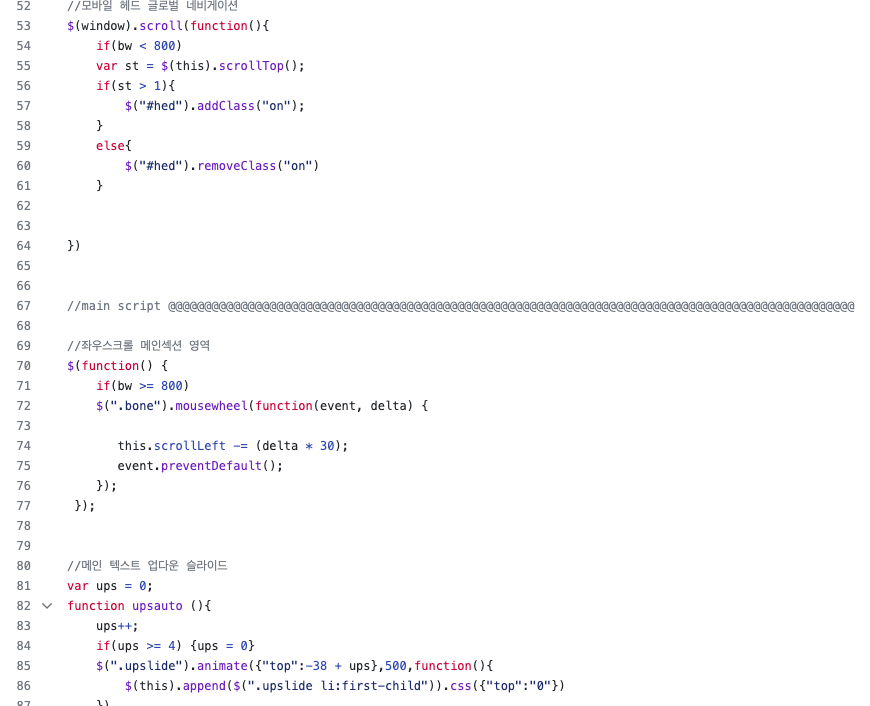 52 //모바일 헤드 글로벌 네비게이션
53 $(window).scroll(function(){
54 if(bw < 800)
55 var st = $(this).scrollTop();
56 if(st > 1){
57 $("#hed").addClass("on");
58 }
59 else{
60 $("#hed").removeClass("on")
61 }
62
63
64 })
65
66
67 //main script @@@@@@@@@@@@@@@@@@@@@@@@@@@@@@@@@@@@@@@@@@@@@@@@@@@@@@@@@@@@@@@@@@@@@@@@@@@@@@@@@@@@@@@@@@@@@@@
68
69 //좌우스크롤 메인섹션 영역
70 $(function() {
71 if(bw >= 800)
72 $(".bone").mousewheel(function(event, delta) {
73
74 this.scrollLeft -= (delta * 30);
75 event.preventDefault();
76 });
77 });
78
79
80 //메인 텍스트 업다운 슬라이드
81 var ups = 0;
82 function upsauto (){
83 ups++;
84 if(ups >= 4) {ups = 0}
85 $(".upslide").animate({"top":-38 + ups},500,function(){
86 $(this).append($(".upslide li:first-child")).css({"top":"0"})
87 })